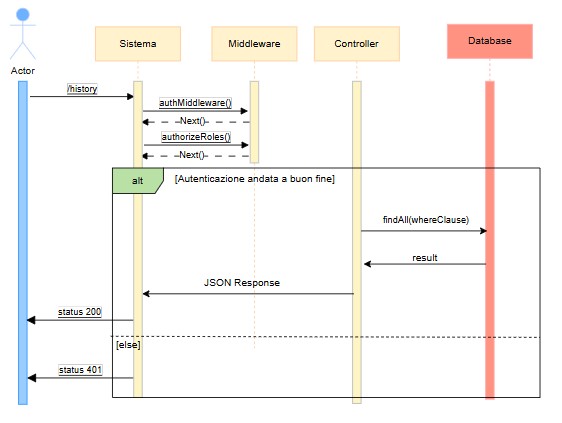 Sistema
Middleware
Controller
Database
Actor
/history
authMiddleware()
Next()
authorizeRoles()
Next()
alt
[Autenticazione andata a buon fine]
findAll(whereClause)
result
JSON Response
status 200
[else]
status 401